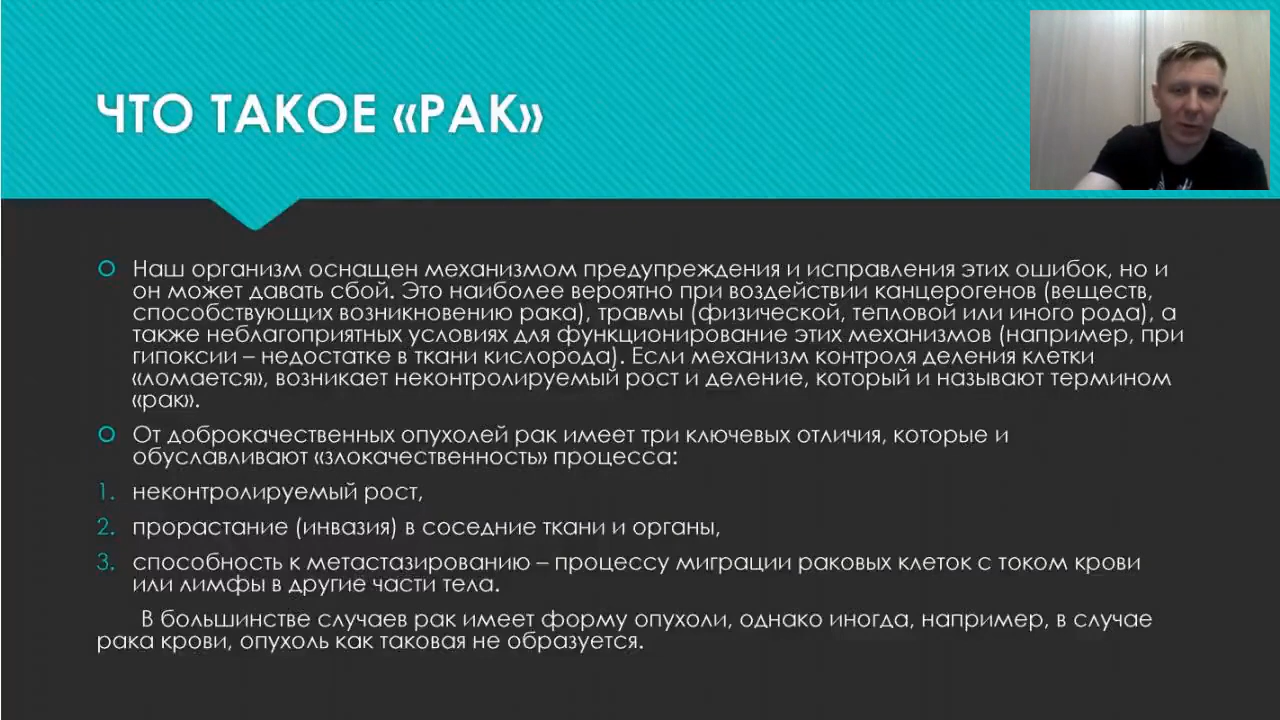 ЧТО ТАКОЕ «РАК»
Наш организм оснащен механизмом предупреждения и исправления этих ошибок, но и
он может давать сбой. Это наиболее вероятно при воздействии канцерогенов (веществ,
способствующих возникновению рака), травмы (физической, тепловой или иного рода), а
также неблагоприятных условиях для функционирование этих механизмов (например, при
гипоксии – недостатке в ткани кислорода). Если механизм контроля деления клетки
«ломается», возникает неконтролируемый рост и деление, который и называют термином
«рак».
От доброкачественных опухолей рак имеет три ключевых отличия, которые и
обуславливают «злокачественность» процесса:
1. неконтролируемый рост,
2. прорастание (инвазия) в соседние ткани и органы,
3. способность к метастазированию – процессу миграции раковых клеток с током крови
или лимфы в другие части тела.
В большинстве случаев рак имеет форму опухоли, однако иногда, например, в случае
рака крови, опухоль как таковая не образуется.